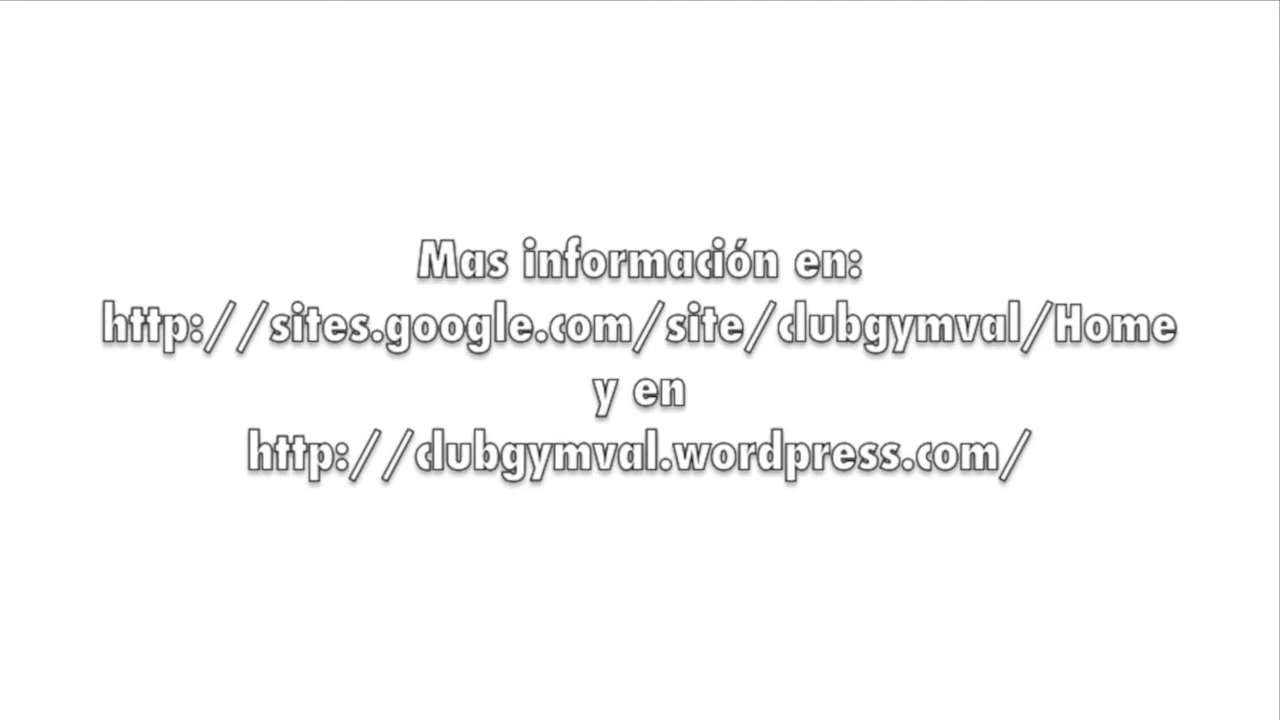 Mas información en:
http://sites.google.com/site/clubgymval/Home
y en
http://clubgymval.wordpress.com/